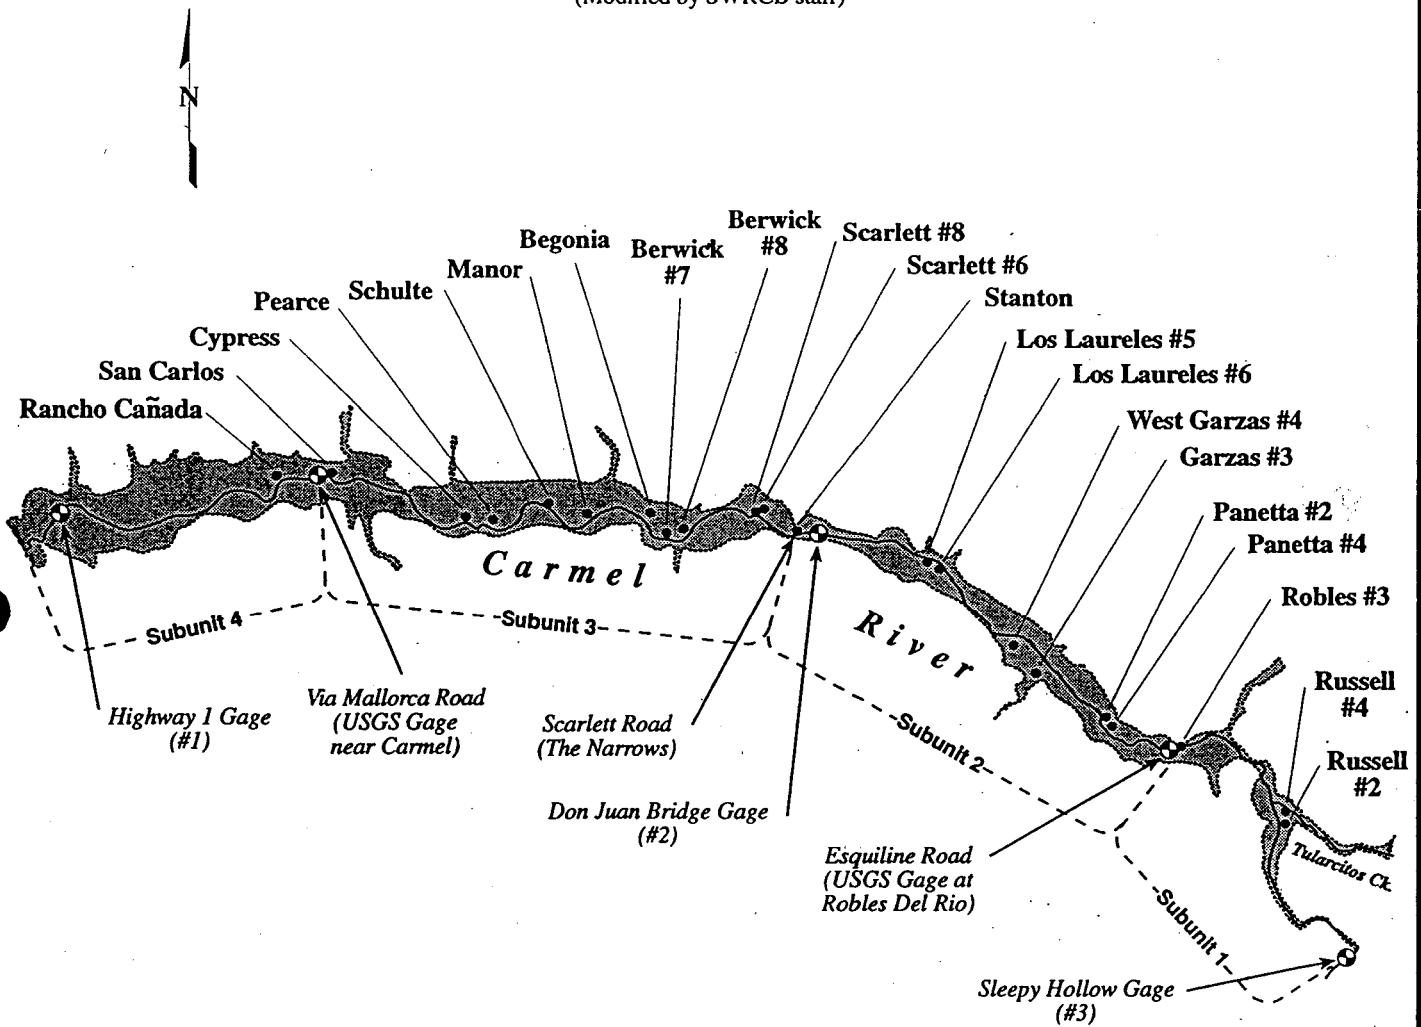 (Modified by SWRCB staff)
N
Berwick
#8
Scarlett #8
Begonia
Berwick
#7
Manor
Scarlett #6
Schulte
Stanton
Pearce
Cypress
Los Laureles #5
San Carlos
Los Laureles #6
Rancho Cañada
West Garzas #4
Garzas #3
Panetta #2
Panetta #4
Carmel
Robles #3
Subunit 4
Subunit 3
River
Russell
#4
Via Mallorca Road
(USGS Gage
near Carmel)
Highway 1 Gage
(#1)
Scarlett Road
(The Narrows)
Subunit 2
Russell
#2
Don Juan Bridge Gage
(#2)
Esquiline Road
(USGS Gage at
Robles Del Rio)
Tularcitos Ck.
Subunit 1
Sleepy Hollow Gage
(#3)